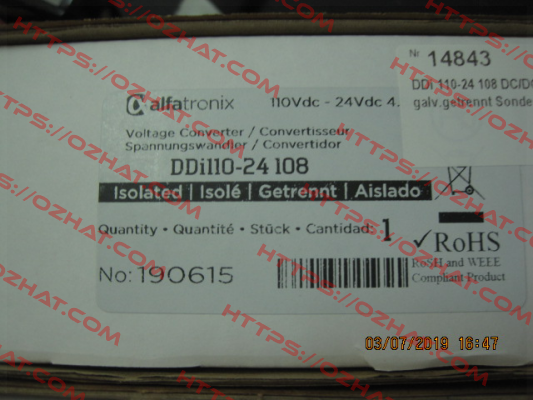 Nr 14843
DDi 110-24 108 DC/DC
galv.getrennt Sonde
alfatronix 110Vdc - 24Vdc 4.
Voltage Converter / Convertisseur
Spannungswandler / Convertidor
DDi110-24 108
Isolated | Isolé | Getrennt | Aislado
Quantity • Quantité • Stück • Cantidad: 1
RoHS
RoSH and WEEE
Compliant Product
No: 190615
03/07/2019 16:47
HTTPS://OZHAT.COM